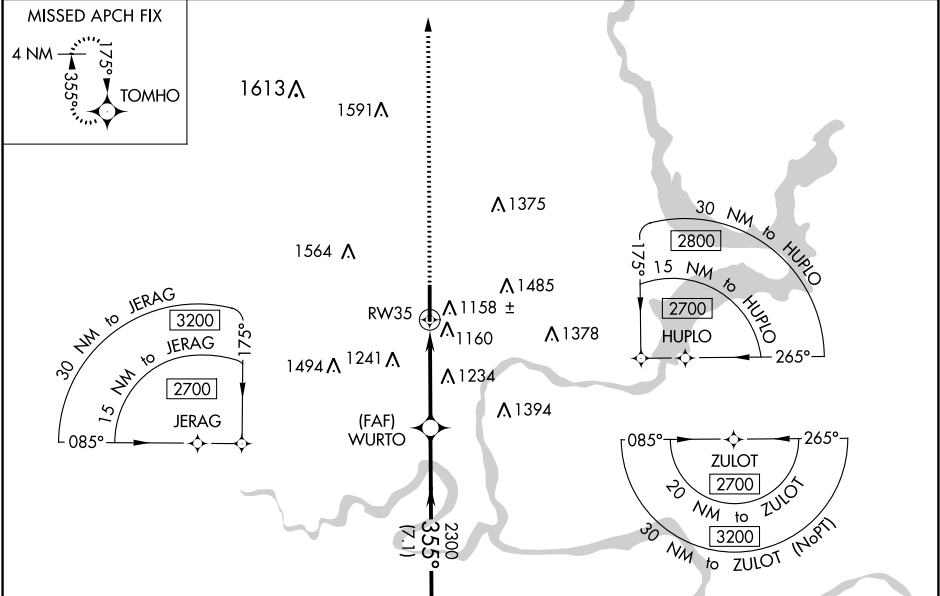 MISSED APCH FIX
4 NM
175°
355°
TOMHO
1613
1591
1375
1564
1485
RW35
1158 ±
1160
1378
1494
1241
1234
(FAF)
WURTO
1394
30 NM to JERAG
3200
175°
15 NM to JERAG
2700
JERAG
085°
30 NM to HUPLO
2800
175°
15 NM to HUPLO
2700
HUPLO
265°
085°
265°
ZULOT
2700
20 NM to ZULOT
3200
30 NM to ZULOT (NoPT)
2300
355°
(7.1)